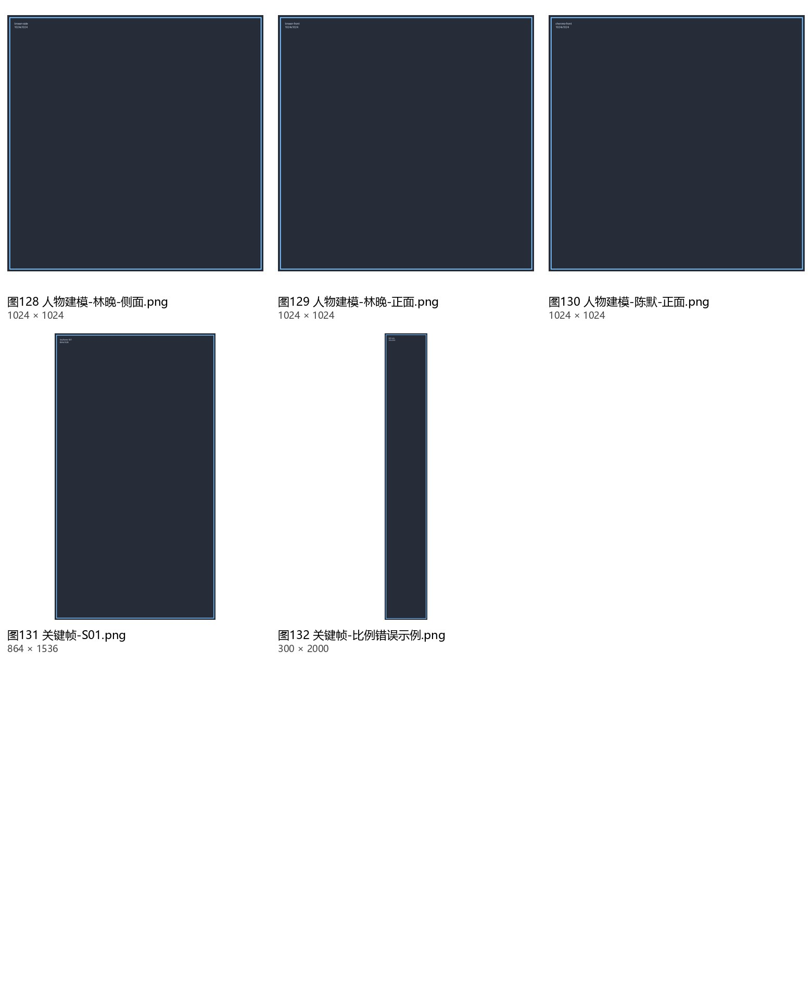 linwan-side
1024x1024
linwan-front
1024x1024
chenmo-front
1024x1024
图128 人物建模-林晚-侧面.png
1024 × 1024
图129 人物建模-林晚-正面.png
1024 × 1024
图130 人物建模-陈默-正面.png
1024 × 1024
keyframe-S01
864x1536
图131 关键帧-S01.png
864 × 1536
图132 关键帧-比例错误示例.png
300 × 2000